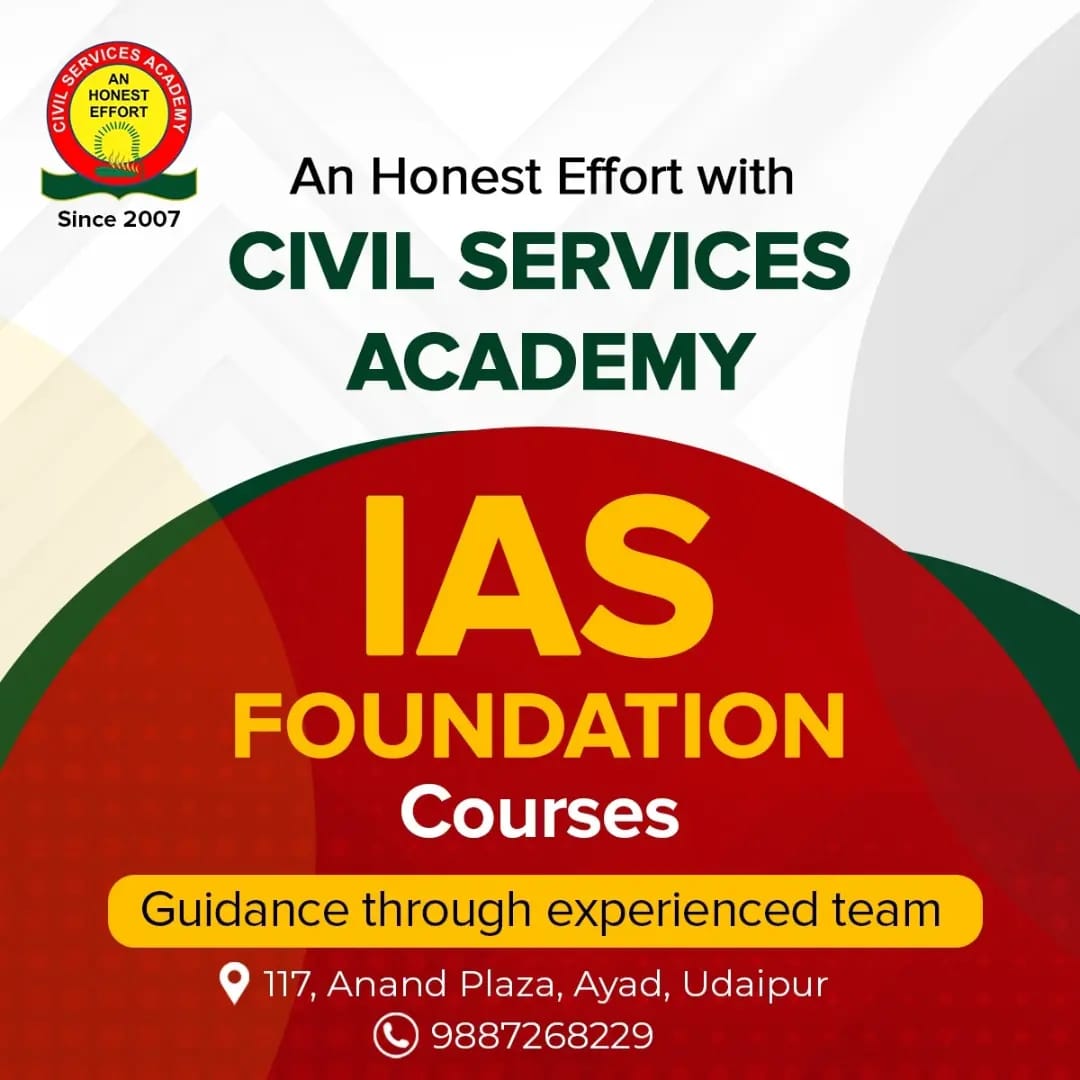 CIVIL SERVICES ACADEMY
AN
HONEST
EFFORT
Since 2007
An Honest Effort with
CIVIL SERVICES
ACADEMY
IAS
FOUNDATION
Courses
Guidance through experienced team
117, Anand Plaza, Ayad, Udaipur
9887268229